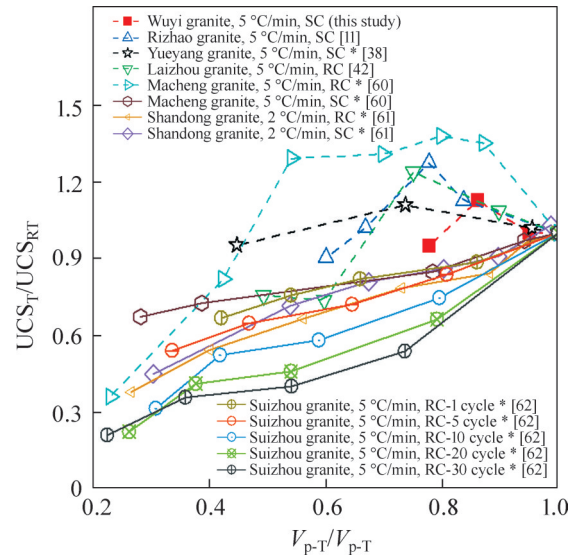 Wuyi granite, 5 °C/min, SC (this study)
Rizhao granite, 5 °C/min, SC [11]
Yueyang granite, 5 °C/min, SC * [38]
Laizhou granite, 5 °C/min, RC [42]
Macheng granite, 5 °C/min, RC * [60]
Macheng granite, 5 °C/min, SC * [60]
Shandong granite, 2 °C/min, RC * [61]
Shandong granite, 2 °C/min, SC * [61]
1.5
1.2
0.9
0.6
0.3
0
UCS_T/UCS_RT
Suizhou granite, 5 °C/min, RC-1 cycle * [62]
Suizhou granite, 5 °C/min, RC-5 cycle * [62]
Suizhou granite, 5 °C/min, RC-10 cycle * [62]
Suizhou granite, 5 °C/min, RC-20 cycle * [62]
Suizhou granite, 5 °C/min, RC-30 cycle * [62]
0.2 0.4 0.6 0.8 1.0
V_p-T/V_p-T